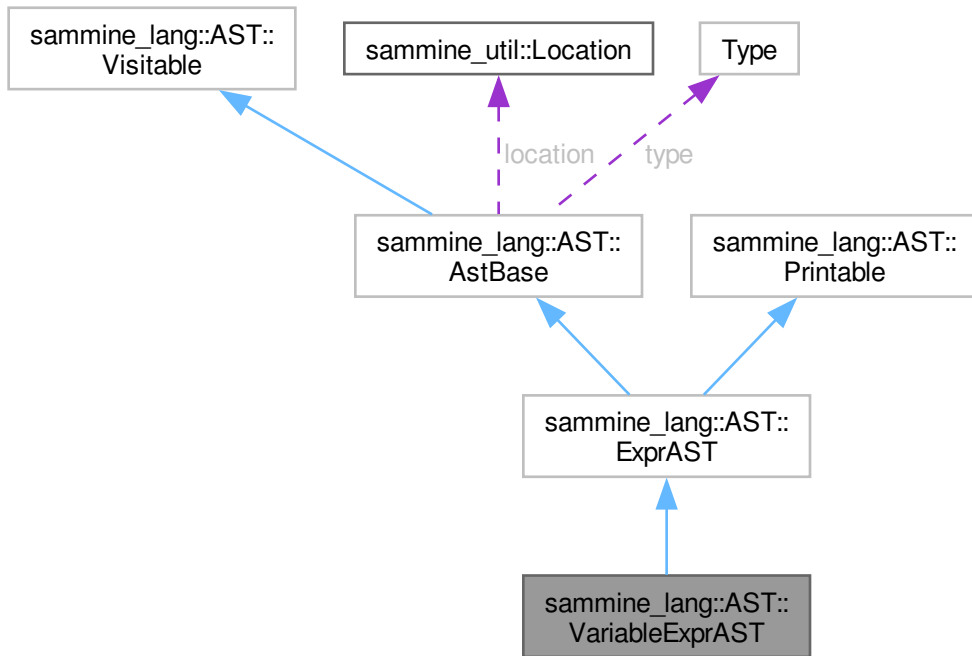 sammine_lang::AST::
Visitable
sammine_util::Location
Type
location
type
sammine_lang::AST::
AstBase
sammine_lang::AST::
Printable
sammine_lang::AST::
ExprAST
sammine_lang::AST::
VariableExprAST